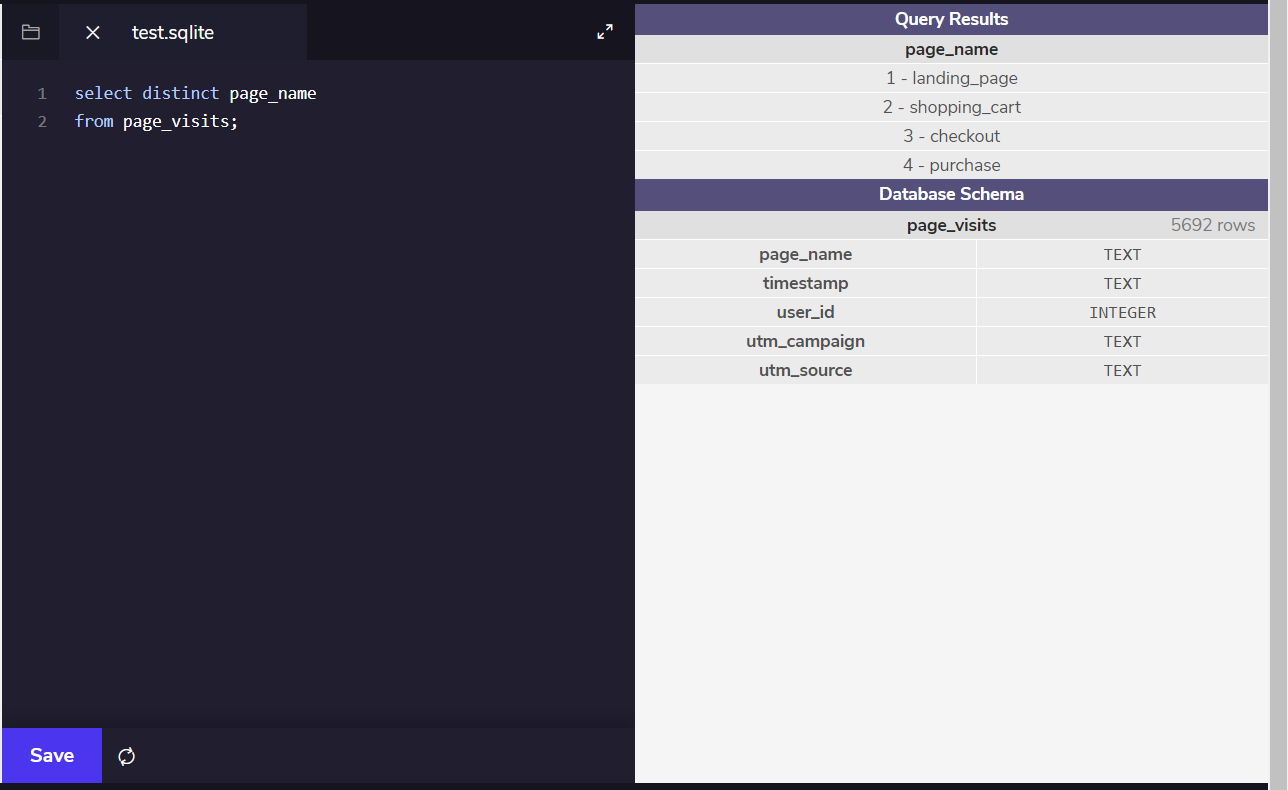 test.sqlite
1 select distinct page_name
2 from page_visits;
Save
Query Results
page_name
1 - landing_page
2 - shopping_cart
3 - checkout
4 - purchase
Database Schema
page_visits 5692 rows
page_name TEXT
timestamp TEXT
user_id INTEGER
utm_campaign TEXT
utm_source TEXT